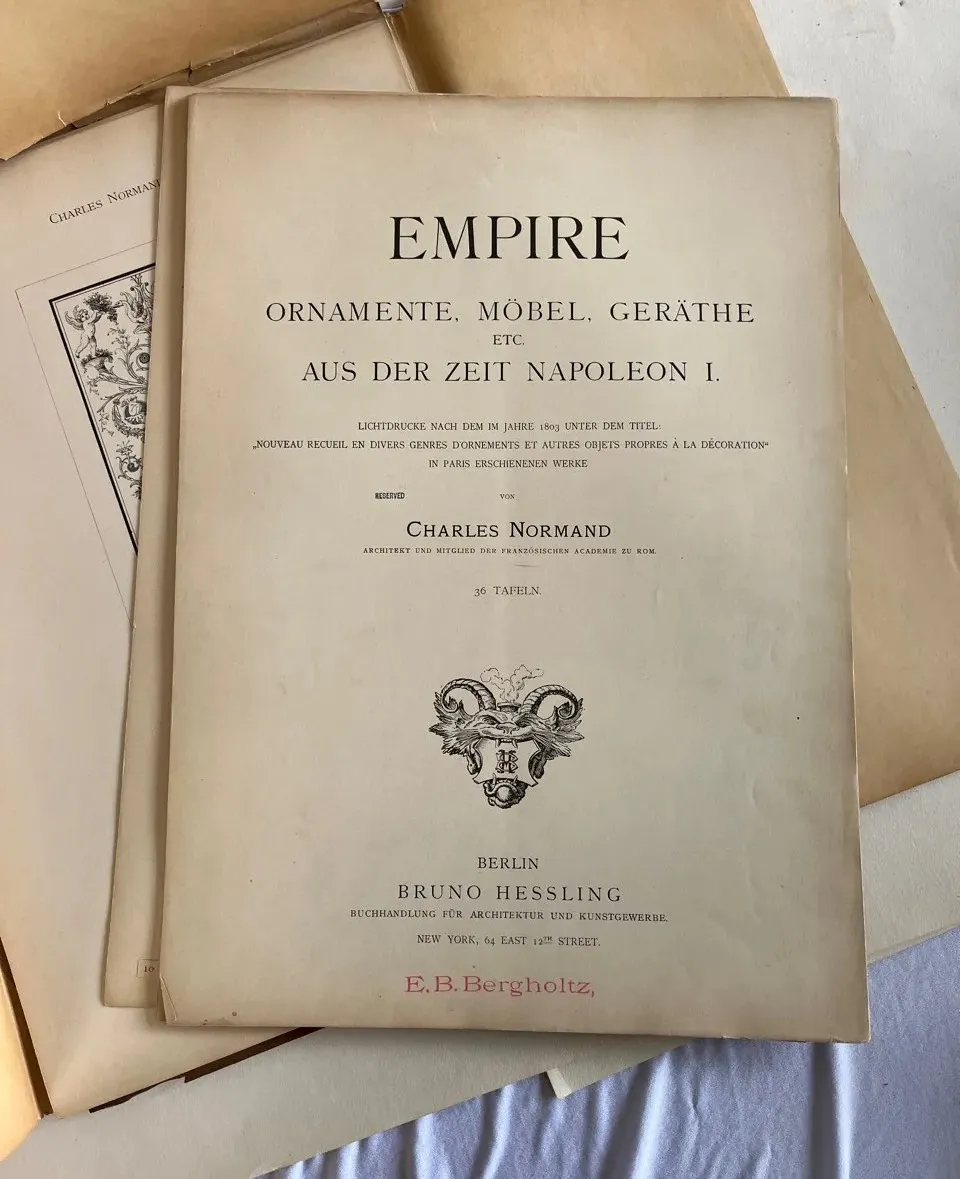 CHARLES NORMAND
EMPIRE
ORNAMENTE, MÖBEL, GERÄTHE
ETC.
AUS DER ZEIT NAPOLEON I.
LICHTDRUCKE NACH DEM IM JAHRE 1803 UNTER DEM TITEL:
„NOUVEAU RECUEIL EN DIVERS GENRES D'ORNEMENTS ET AUTRES OBJETS PROPRES À LA DÉCORATION“
IN PARIS ERSCHIENENEN WERKE
RESERVED
VON
CHARLES NORMAND
ARCHITEKT UND MITGLIED DER FRANZÖSISCHEN ACADEMIE ZU ROM.
36 TAFELN.
BERLIN
BRUNO HESSLING
BUCHHANDLUNG FÜR ARCHITEKTUR UND KUNSTGEWERBE.
NEW YORK, 64 EAST 12TH STREET.
E. B. Bergholtz,
10